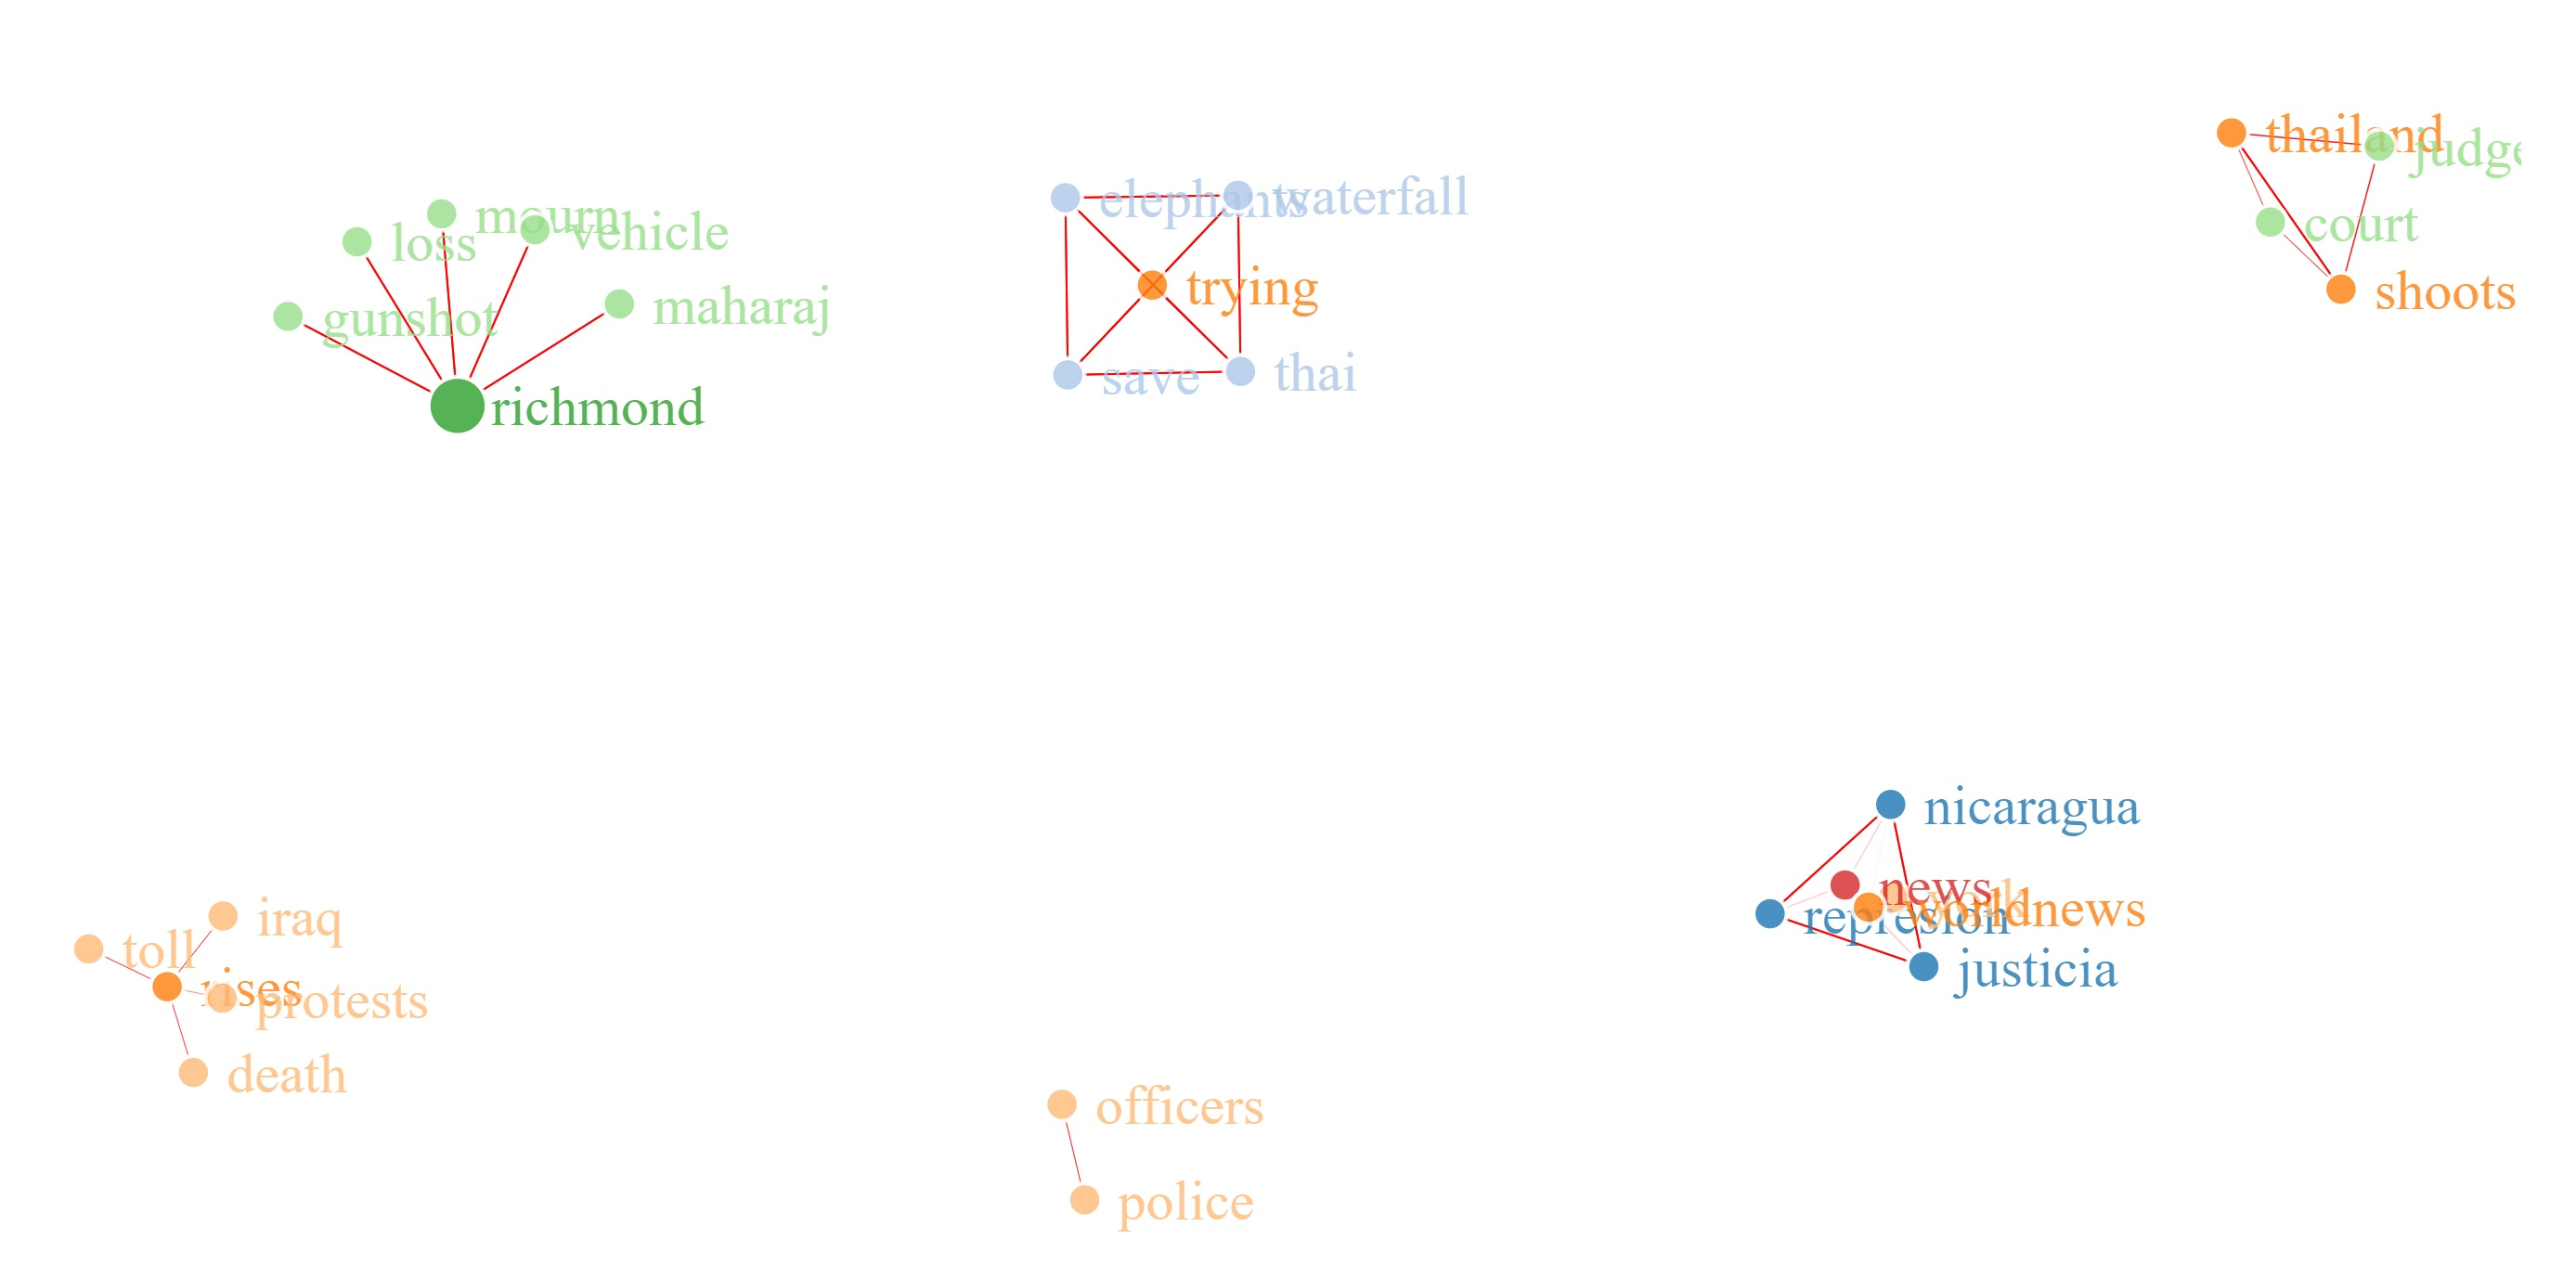 mourn
loss
vehicle
gunshot
maharaj
richmond
elephants
waterfall
trying
save
thai
thailand
judge
court
shoots
iraq
toll
rises
protests
death
officers
police
nicaragua
news
worldnews
represion
justicia